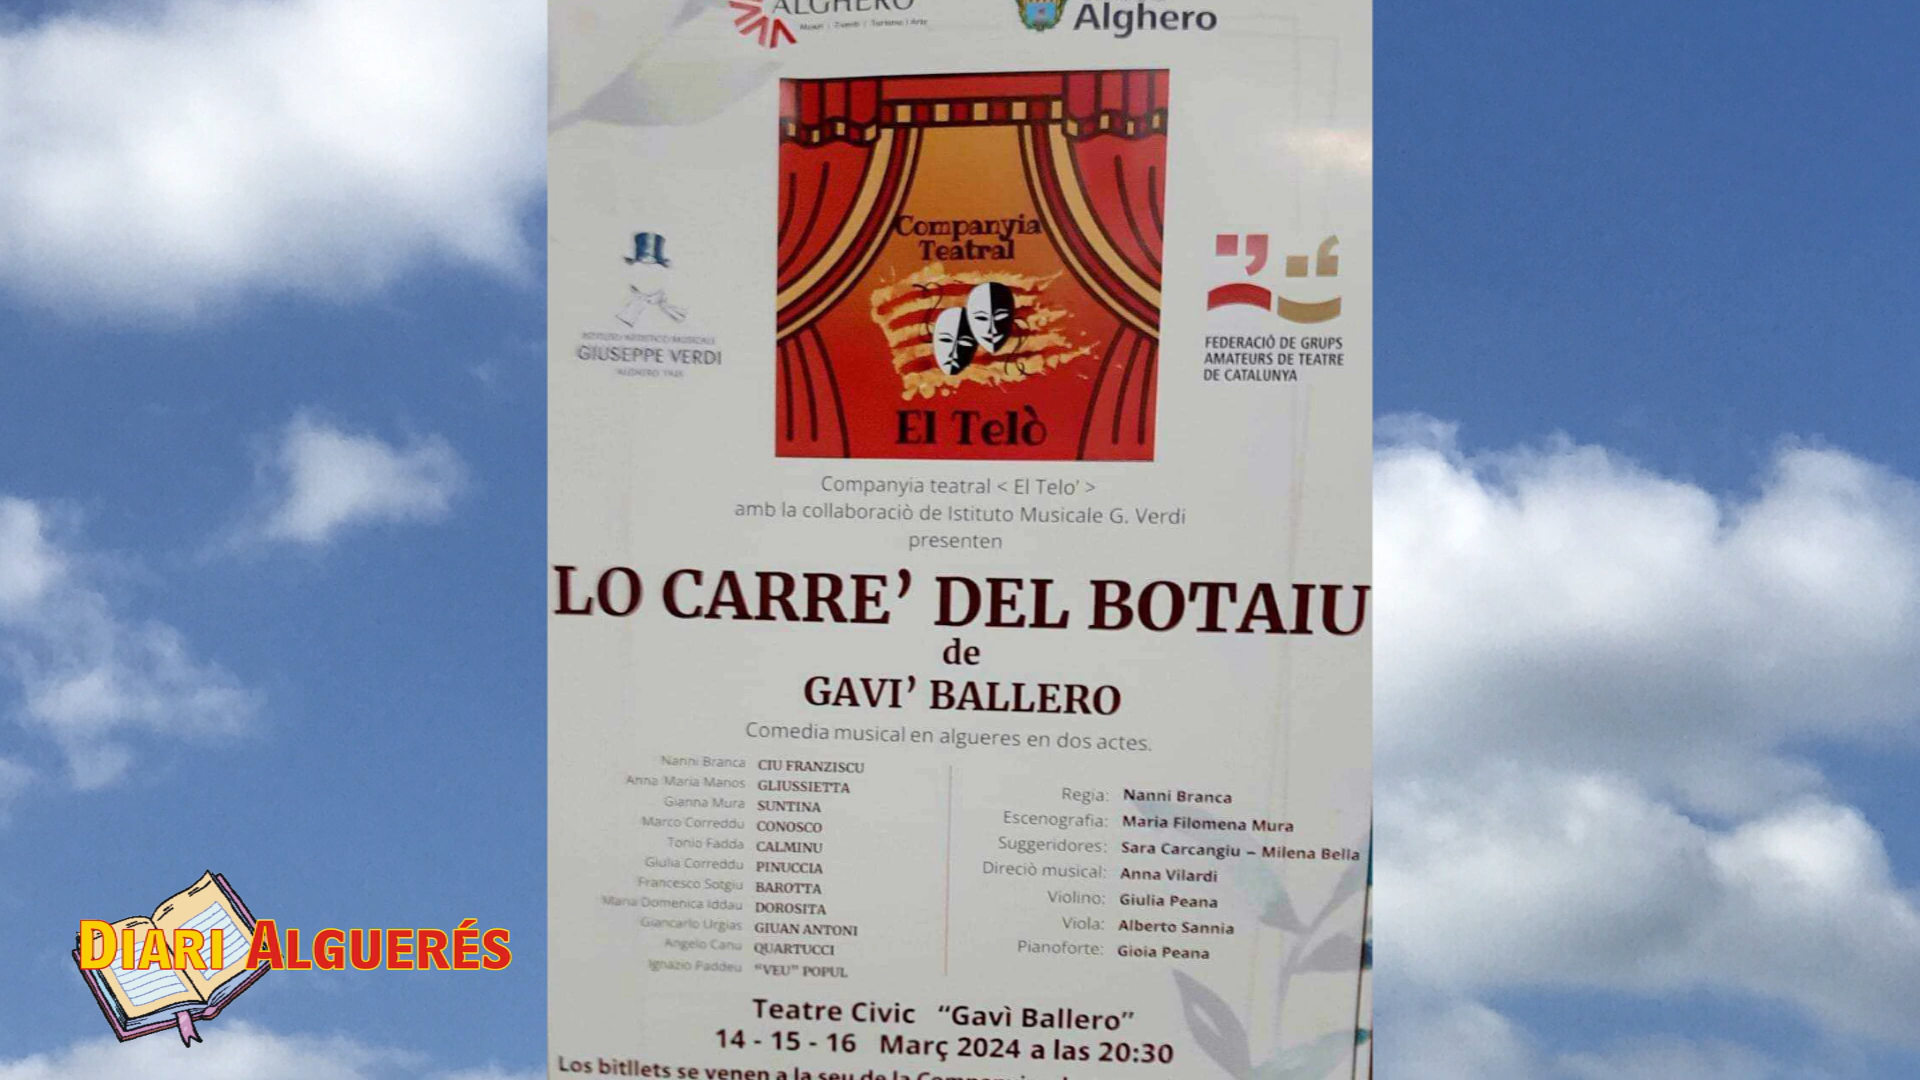 ALGHERO
Alghero
Companyia
Teatral
El Telò
GIUSEPPE VERDI
FEDERACIÓ DE GRUPS
AMATEURS DE TEATRE
DE CATALUNYA
Companyia teatral < El Telo' >
amb la collaboraciò de Istituto Musicale G. Verdi
presenten
LO CARRE’ DEL BOTAIU
de
GAVI’ BALLERO
Comedia musical en algueres en dos actes.
Nanni Branca CIU FRANZISCU
Anna Maria Manos GLIUSSIETTA
Gianna Mura SUNTINA
Marco Correddu CONOSCO
Tonio Fadda CALMINU
Giulia Correddu PINUCCIA
Francesco Sotgiu BAROTTA
Maria Domenica Iddau DOROSITA
Giancarlo Urgias GIUAN ANTONI
Angelo Canu QUARTUCCI
Ignazio Paddeu “VEU” POPUL
Regia: Nanni Branca
Escenografia: Maria Filomena Mura
Suggeridores: Sara Carcangiu – Milena Bella
Direciò musical: Anna Vilardi
Violino: Giulia Peana
Viola: Alberto Sannia
Pianoforte: Gioia Peana
Teatre Civic “Gavì Ballero”
14 - 15 - 16 Març 2024 a las 20:30
Los bitllets se venen a la seu de la
DIARI ALGUERÉS